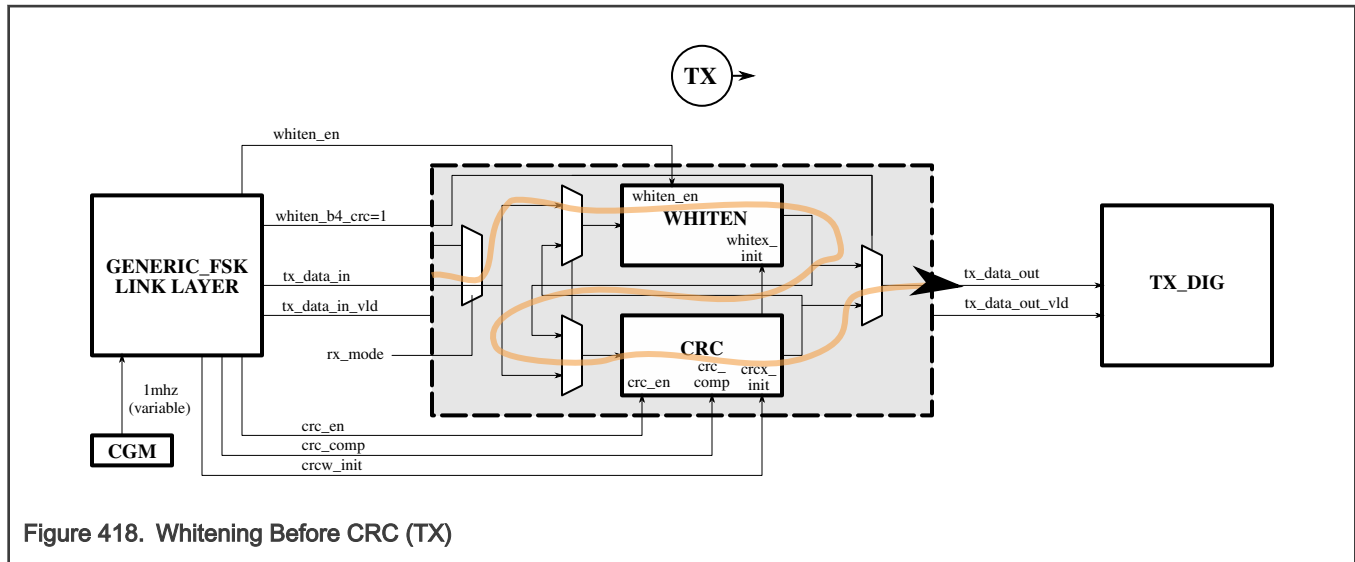 TX
whiten_en
whiten_b4_crc=1
GENERIC_FSK
LINK LAYER
tx_data_in
tx_data_in_vld
rx_mode
1mhz
(variable)
CGM
crc_en
crc_comp
crcw_init
whiten_en
WHITEN
whitex_
init
CRC
crc_en
crc_
comp
crcx_
init
tx_data_out
tx_data_out_vld
TX_DIG
Figure 418. Whitening Before CRC (TX)